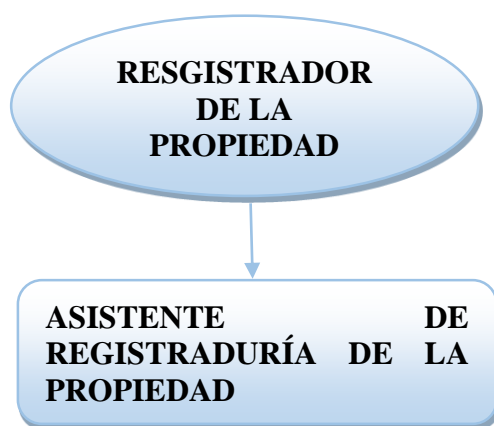 RESGISTRADOR
DE LA
PROPIEDAD
ASISTENTE DE
REGISTRADURÍA DE LA
PROPIEDAD